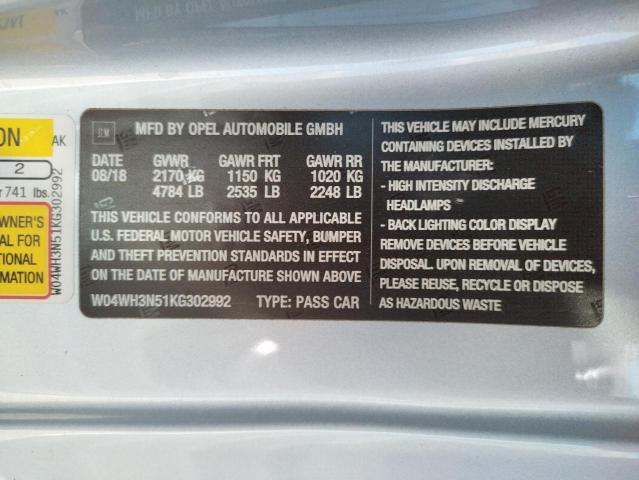 ON
AK
2
741 lbs.
OWNER'S
AL FOR
TIONAL
ORMATION
W04WH3N51KG302992
GM
MFD BY OPEL AUTOMOBILE GMBH
DATE GVWR GAWR FRT GAWR RR
08/18 2170 KG 1150 KG 1020 KG
4784 LB 2535 LB 2248 LB
THIS VEHICLE CONFORMS TO ALL APPLICABLE
U.S. FEDERAL MOTOR VEHICLE SAFETY, BUMPER
AND THEFT PREVENTION STANDARDS IN EFFECT
ON THE DATE OF MANUFACTURE SHOWN ABOVE
W04WH3N51KG302992 TYPE: PASS CAR
THIS VEHICLE MAY INCLUDE MERCURY
CONTAINING DEVICES INSTALLED BY
THE MANUFACTURER:
- HIGH INTENSITY DISCHARGE
HEADLAMPS
- BACK LIGHTING COLOR DISPLAY
REMOVE DEVICES BEFORE VEHICLE
DISPOSAL. UPON REMOVAL OF DEVICES,
PLEASE REUSE, RECYCLE OR DISPOSE
AS HAZARDOUS WASTE